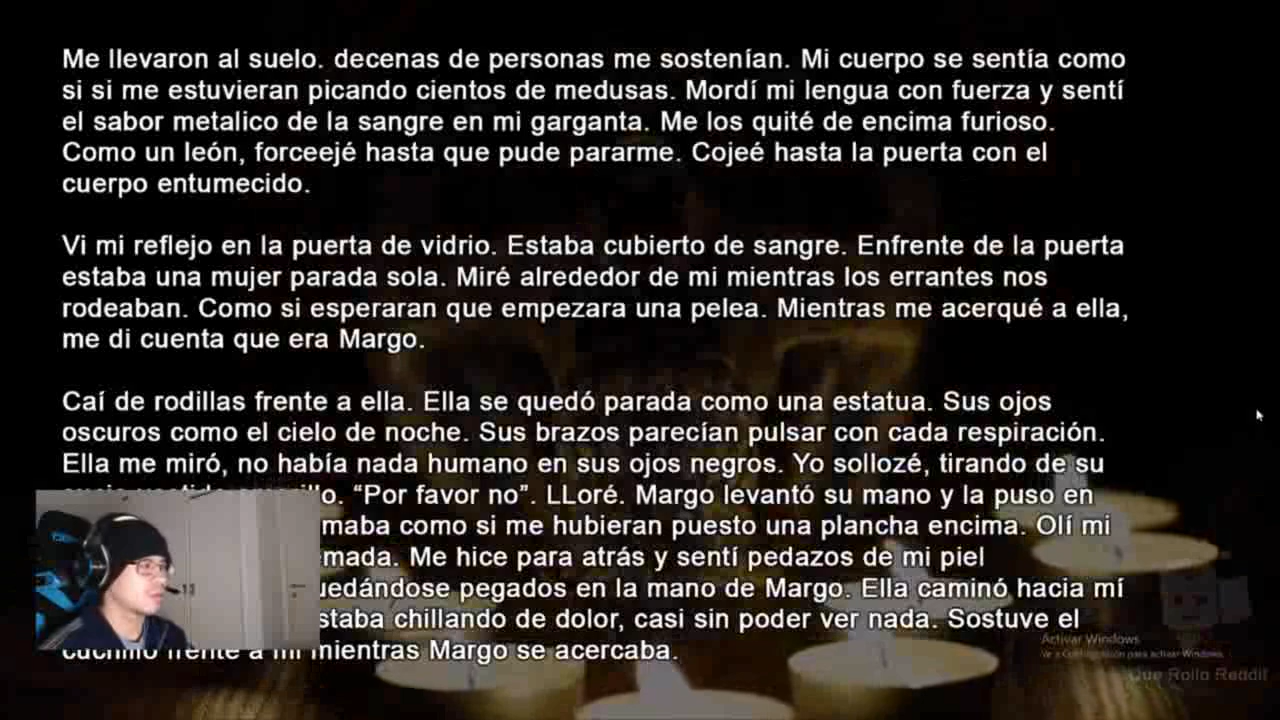 Me llevaron al suelo. decenas de personas me sostenían. Mi cuerpo se sentía como
si si me estuvieran picando cientos de medusas. Mordí mi lengua con fuerza y sentí
el sabor metalico de la sangre en mi garganta. Me los quité de encima furioso.
Como un león, forceejé hasta que pude pararme. Cojeé hasta la puerta con el
cuerpo entumecido.
Vi mi reflejo en la puerta de vidrio. Estaba cubierto de sangre. Enfrente de la puerta
estaba una mujer parada sola. Miré alrededor de mi mientras los errantes nos
rodeaban. Como si esperaran que empezara una pelea. Mientras me acerqué a ella,
me di cuenta que era Margo.
Caí de rodillas frente a ella. Ella se quedó parada como una estatua. Sus ojos
oscuros como el cielo de noche. Sus brazos parecían pulsar con cada respiración.
Ella me miró, no había nada humano en sus ojos negros. Yo sollozé, tirando de su
“Por favor no”. LLoré. Margo levantó su mano y la puso en
como si me hubieran puesto una plancha encima. Olí mi
Me hice para atrás y sentí pedazos de mi piel
pegados en la mano de Margo. Ella caminó hacia mí
chillando de dolor, casi sin poder ver nada. Sostuve el
cuchillo frente a mi mientras Margo se acercaba.
Activar Windows
Ve a Configuración para activar Windows.
Que Rollo Reddit